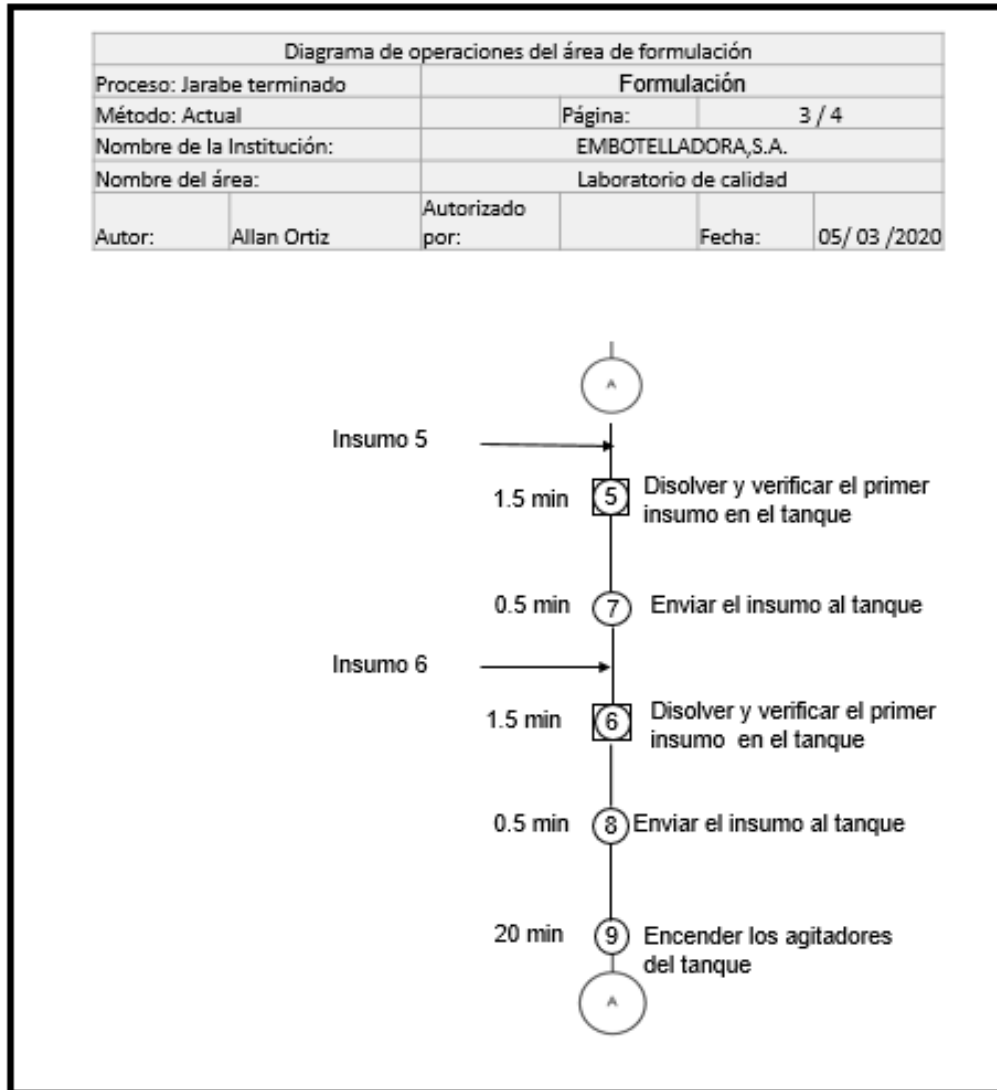 Diagrama de operaciones del área de formulación
Proceso: Jarabe terminado Formulación
Método: Actual Página: 3 / 4
Nombre de la Institución: EMBOTELLADORA,S.A.
Nombre del área: Laboratorio de calidad
Autor: Allan Ortiz Autorizado por: Fecha: 05/ 03 /2020
A
Insumo 5
1.5 min 5 Disolver y verificar el primer
insumo en el tanque
0.5 min 7 Enviar el insumo al tanque
Insumo 6
1.5 min 6 Disolver y verificar el primer
insumo en el tanque
0.5 min 8 Enviar el insumo al tanque
20 min 9 Encender los agitadores
del tanque
A